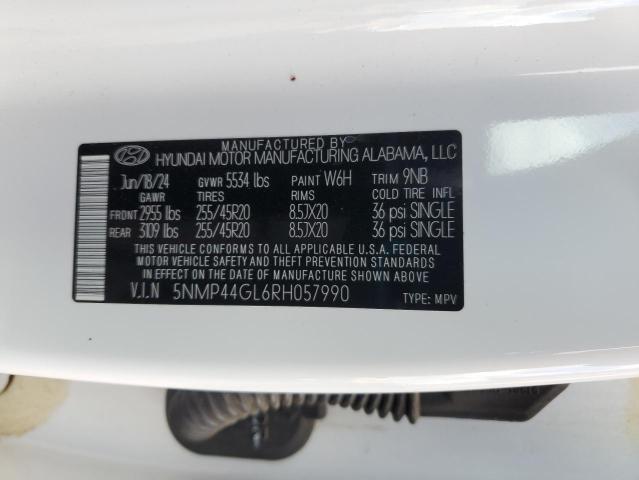 MANUFACTURED BY
HYUNDAI MOTOR MANUFACTURING ALABAMA, LLC
Jun/18/24 GVWR 5534 lbs PAINT W6H TRIM 9NB
GAWR TIRES RIMS COLD TIRE INFL
FRONT 2955 lbs 255/45R20 8.5JX20 36 psi SINGLE
REAR 3109 lbs 255/45R20 8.5JX20 36 psi SINGLE
THIS VEHICLE CONFORMS TO ALL APPLICABLE U.S.A. FEDERAL
MOTOR VEHICLE SAFETY AND THEFT PREVENTION STANDARDS
IN EFFECT ON THE DATE OF MANUFACTURE SHOWN ABOVE.
V.I.N 5NMP44GL6RH057990 TYPE: MPV